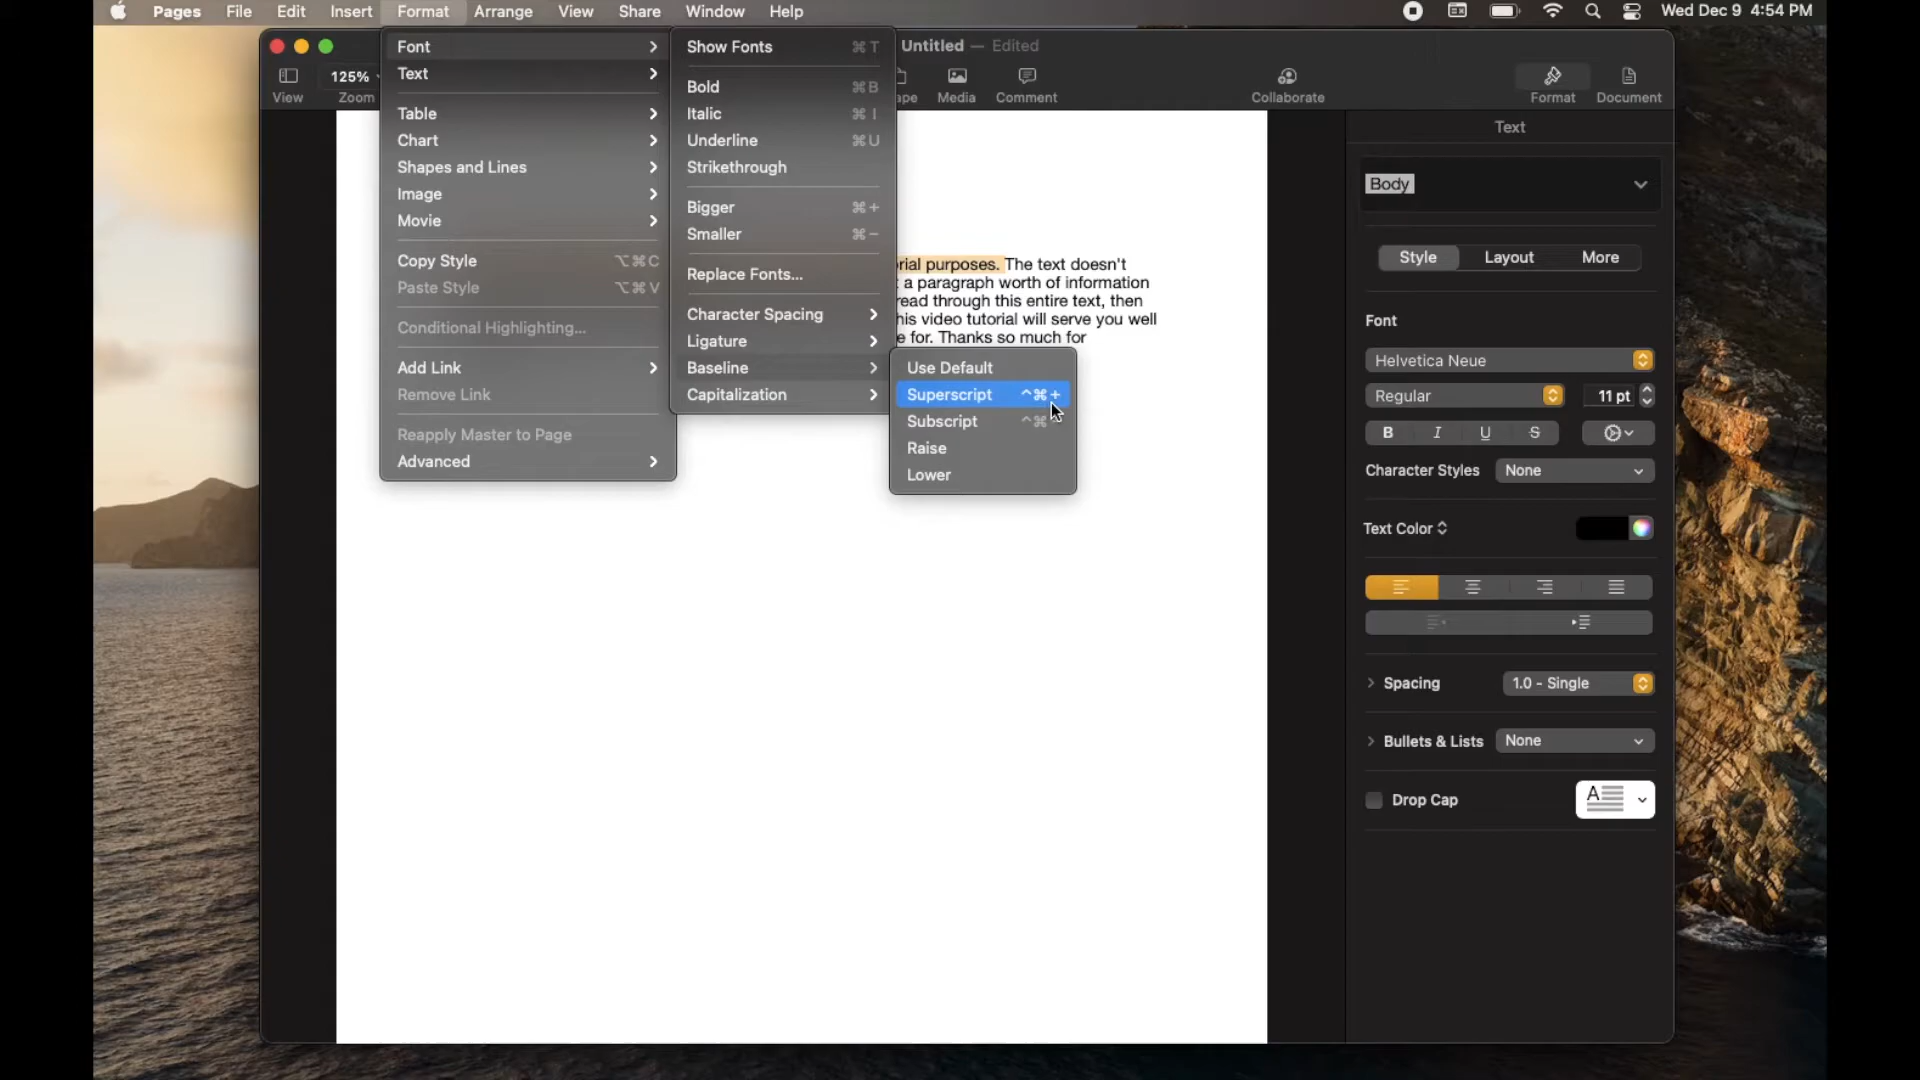 Pages File Edit Insert Format Arrange View Share Window Help Wed Dec 9 4:54 PM
Untitled — Edited
View
125%
Zoom
Media
Comment
Collaborate
Format
Document
Font
Text
Table
Chart
Shapes and Lines
Image
Movie
Copy Style ⌥⌘C
Paste Style ⌥⌘V
Conditional Highlighting...
Add Link
Remove Link
Reapply Master to Page
Advanced
Show Fonts ⌘T
Bold ⌘B
Italic ⌘I
Underline ⌘U
Strikethrough
Bigger ⌘+
Smaller ⌘−
Replace Fonts...
Character Spacing
Ligature
Baseline
Capitalization
Use Default
Superscript ^⌘+
Subscript ^⌘
Raise
Lower
purposes. The text doesn't
a paragraph worth of information
read through this entire text, then
his video tutorial will serve you well
e for. Thanks so much for
Text
Body
Style Layout More
Font
Helvetica Neue
Regular 11 pt
B I U S
Character Styles None
Text Color
Spacing 1.0 - Single
Bullets & Lists None
Drop Cap A